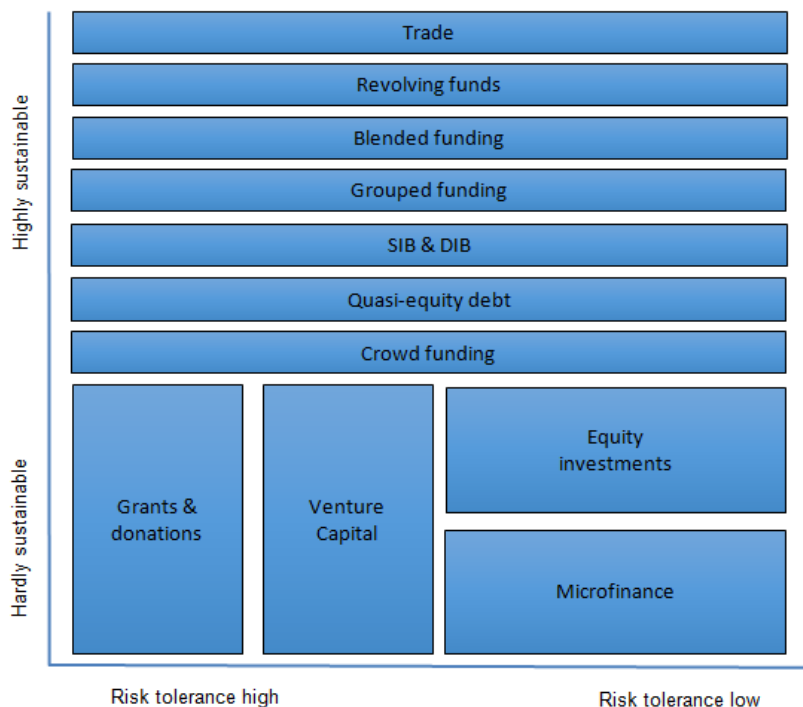 Trade
Revolving funds
Blended funding
Grouped funding
SIB & DIB
Quasi-equity debt
Crowd funding
Grants &
donations
Venture
Capital
Equity
investments
Microfinance
Highly sustainable
Hardly sustainable
Risk tolerance high
Risk tolerance low